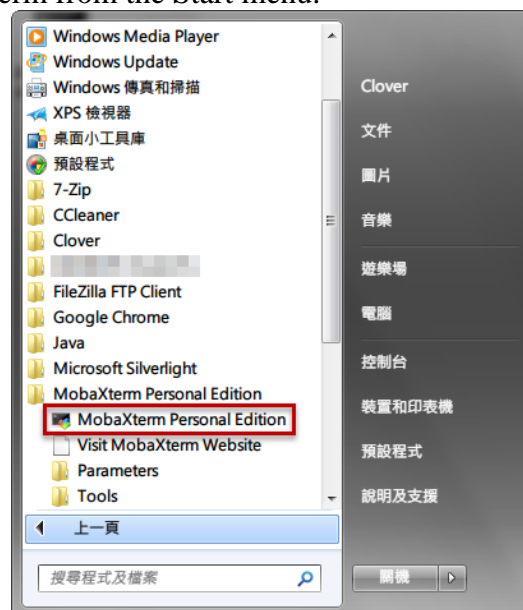 erm from the Start menu.
Windows Media Player
Windows Update
Windows 傳真和掃描
XPS 檢視器
桌面小工具庫
預設程式
7-Zip
CCleaner
Clover
FileZilla FTP Client
Google Chrome
Java
Microsoft Silverlight
MobaXterm Personal Edition
MobaXterm Personal Edition
Visit MobaXterm Website
Parameters
Tools
上一頁
搜尋程式及檔案
Clover
文件
圖片
音樂
遊樂場
電腦
控制台
裝置和印表機
預設程式
說明及支援
關機